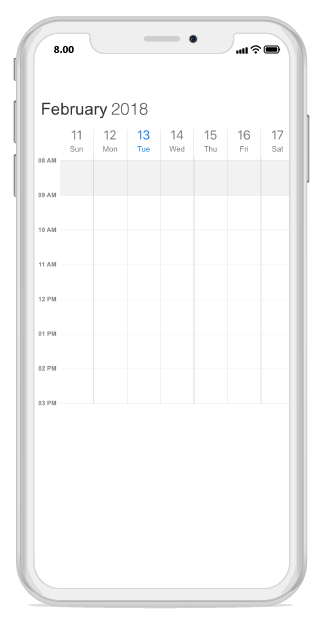 8.00
February 2018
11 12 13 14 15 16 17
Sun Mon Tue Wed Thu Fri Sat
08 AM
09 AM
10 AM
11 AM
12 PM
01 PM
02 PM
03 PM